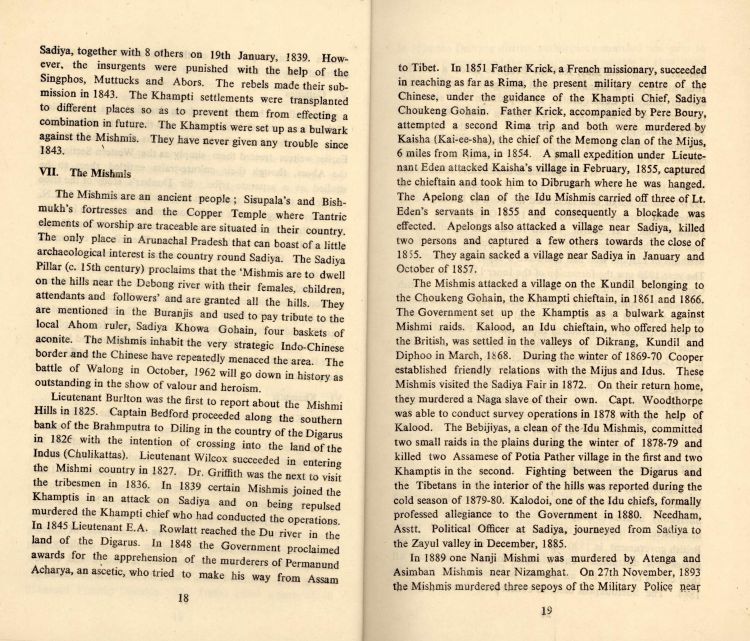 Sadiya, together with 8 others on 19th January, 1839. How-
ever, the insurgents were punished with the help of the
Singphos, Muttucks and Abors. The rebels made their sub-
mission in 1843. The Khampti settlements were transplanted
to different places so as to prevent them from effecting a
combination in future. The Khamptis were set up as a bulwark
against the Mishmis. They have never given any trouble since
1843.
VII. The Mishmis
The Mishmis are an ancient people ; Sisupala's and Bish-
mukh's fortresses and the Copper Temple where Tantric
elements of worship are traceable are situated in their country.
The only place in Arunachal Pradesh that can boast of a little
archaeological interest is the country round Sadiya. The Sadiya
Pillar (c. 15th century) proclaims that the 'Mishmis are to dwell
on the hills near the Debong river with their females, children,
attendants and followers' and are granted all the hills. They
are mentioned in the Buranjis and used to pay tribute to the
local Ahom ruler, Sadiya Khowa Gohain, four baskets of
aconite. The Mishmis inhabit the very strategic Indo-Chinese
border and the Chinese have repeatedly menaced the area. The
battle of Walong in October, 1962 will go down in history as
outstanding in the show of valour and heroism.
Lieutenant Burlton was the first to report about the Mishmi
Hills in 1825. Captain Bedford proceeded along the southern
bank of the Brahmputra to Diling in the country of the Digarus
in 1826 with the intention of crossing into the land of the
Indus (Chulikattas). Lieutenant Wilcox succeeded in entering
the Mishmi country in 1827. Dr. Griffith was the next to visit
the tribesmen in 1836. In 1839 certain Mishmis joined the
Khamptis in an attack on Sadiya and on being repulsed
murdered the Khampti chief who had conducted the operations.
In 1845 Lieutenant E.A. Rowlatt reached the Du river in the
land of the Digarus. In 1848 the Government proclaimed
awards for the apprehension of the murderers of Permanund
Acharya, an ascetic, who tried to make his way from Assam
18
to Tibet. In 1851 Father Krick, a French missionary, succeeded
in reaching as far as Rima, the present military centre of the
Chinese, under the guidance of the Khampti Chief, Sadiya
Choukeng Gohain. Father Krick, accompanied by Pere Boury,
attempted a second Rima trip and both were murdered by
Kaisha (Kai-ee-sha), the chief of the Memong clan of the Mijus,
6 miles from Rima, in 1854. A small expedition under Lieute-
nant Eden attacked Kaisha's village in February, 1855, captured
the chieftain and took him to Dibrugarh where he was hanged.
The Apelong clan of the Idu Mishmis carried off three of Lt.
Eden's servants in 1855 and consequently a blockade was
effected. Apelongs also attacked a village near Sadiya, killed
two persons and captured a few others towards the close of
1855. They again sacked a village near Sadiya in January and
October of 1857.
The Mishmis attacked a village on the Kundil belonging to
the Choukeng Gohain, the Khampti chieftain, in 1861 and 1866.
The Government set up the Khamptis as a bulwark against
Mishmi raids. Kalood, an Idu chieftain, who offered help to
the British, was settled in the valleys of Dikrang, Kundil and
Diphoo in March, 1868. During the winter of 1869-70 Cooper
established friendly relations with the Mijus and Idus. These
Mishmis visited the Sadiya Fair in 1872. On their return home,
they murdered a Naga slave of their own. Capt. Woodthorpe
was able to conduct survey operations in 1878 with the help of
Kalood. The Bebijiyas, a clean of the Idu Mishmis, committed
two small raids in the plains during the winter of 1878-79 and
killed two Assamese of Potia Pather village in the first and two
Khamptis in the second. Fighting between the Digarus and
the Tibetans in the interior of the hills was reported during the
cold season of 1879-80. Kalodoi, one of the Idu chiefs, formally
professed allegiance to the Government in 1880. Needham,
Asstt. Political Officer at Sadiya, journeyed from Sadiya to
the Zayul valley in December, 1885.
In 1889 one Nanji Mishmi was murdered by Atenga and
Asimban Mishmis near Nizamghat. On 27th November, 1893
the Mishmis murdered three sepoys of the Military Police near
19